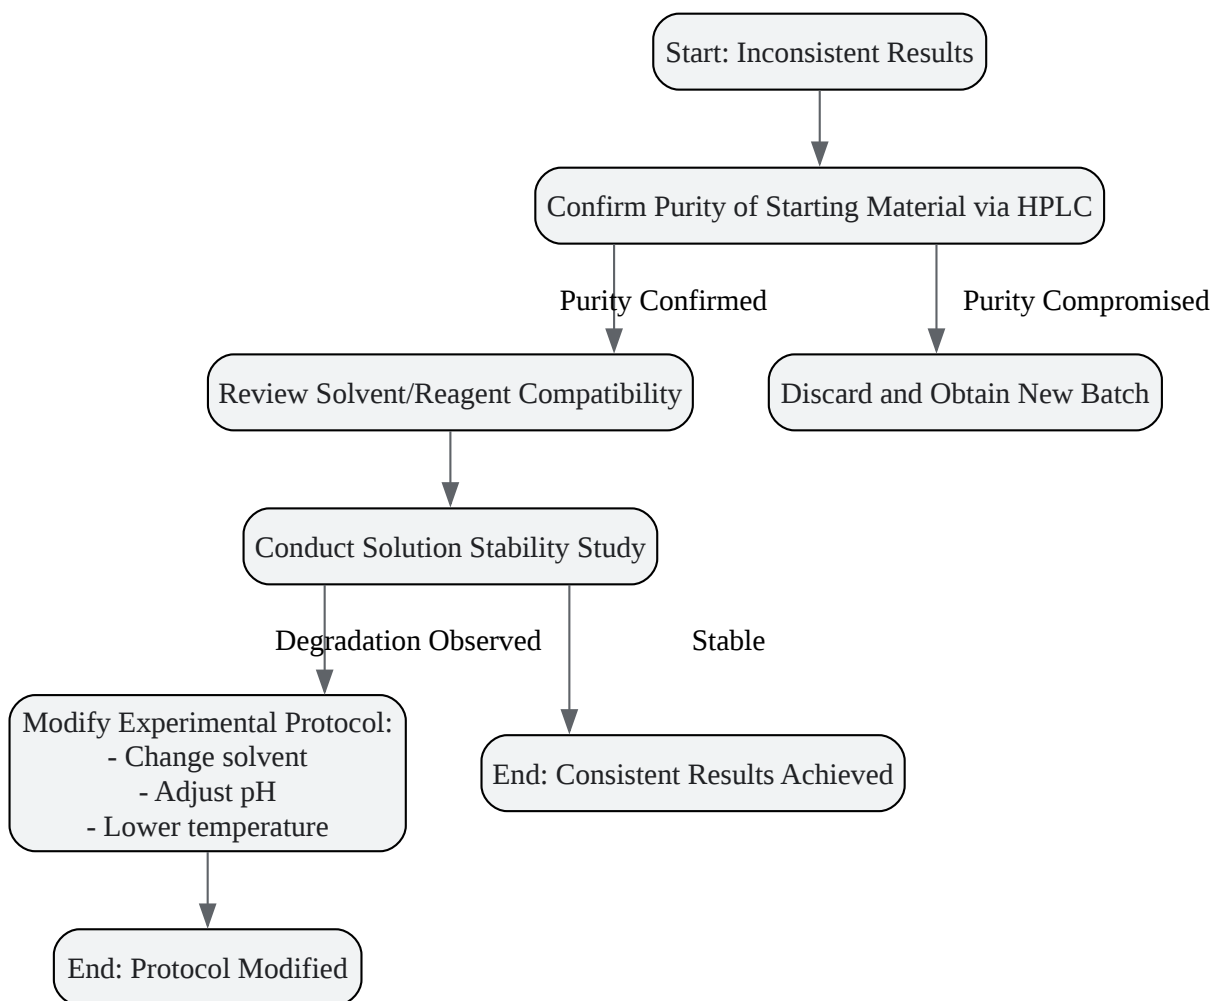 Start: Inconsistent Results
Confirm Purity of Starting Material via HPLC
Purity Confirmed
Purity Compromised
Review Solvent/Reagent Compatibility
Discard and Obtain New Batch
Conduct Solution Stability Study
Degradation Observed
Stable
Modify Experimental Protocol:
- Change solvent
- Adjust pH
- Lower temperature
End: Consistent Results Achieved
End: Protocol Modified